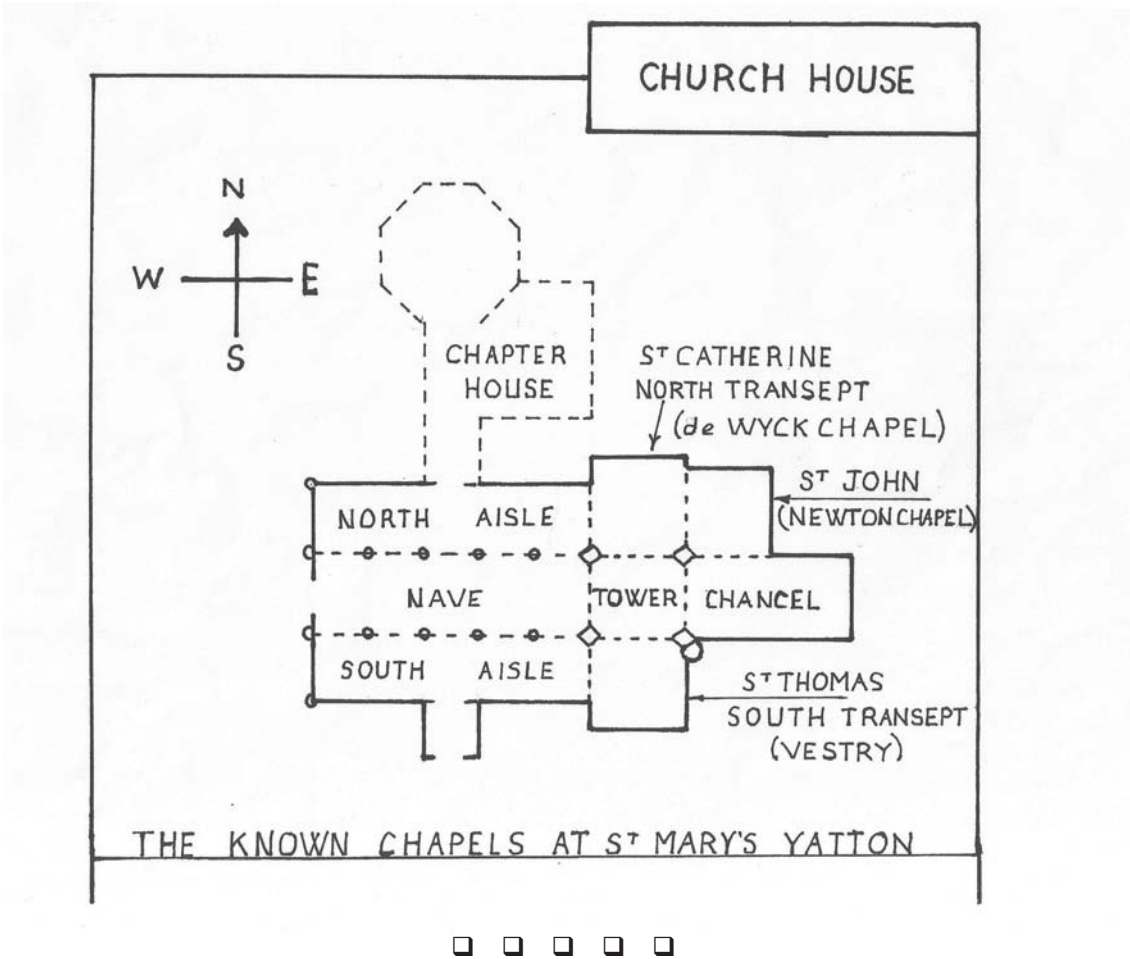 CHURCH HOUSE
N
W E
S
CHAPTER
HOUSE
Sᵀ CATHERINE
NORTH TRANSEPT
(de WYCK CHAPEL)
Sᵀ JOHN
(NEWTON CHAPEL)
NORTH AISLE
NAVE
TOWER
CHANCEL
SOUTH AISLE
Sᵀ THOMAS
SOUTH TRANSEPT
(VESTRY)
THE KNOWN CHAPELS AT Sᵀ MARY'S YATTON